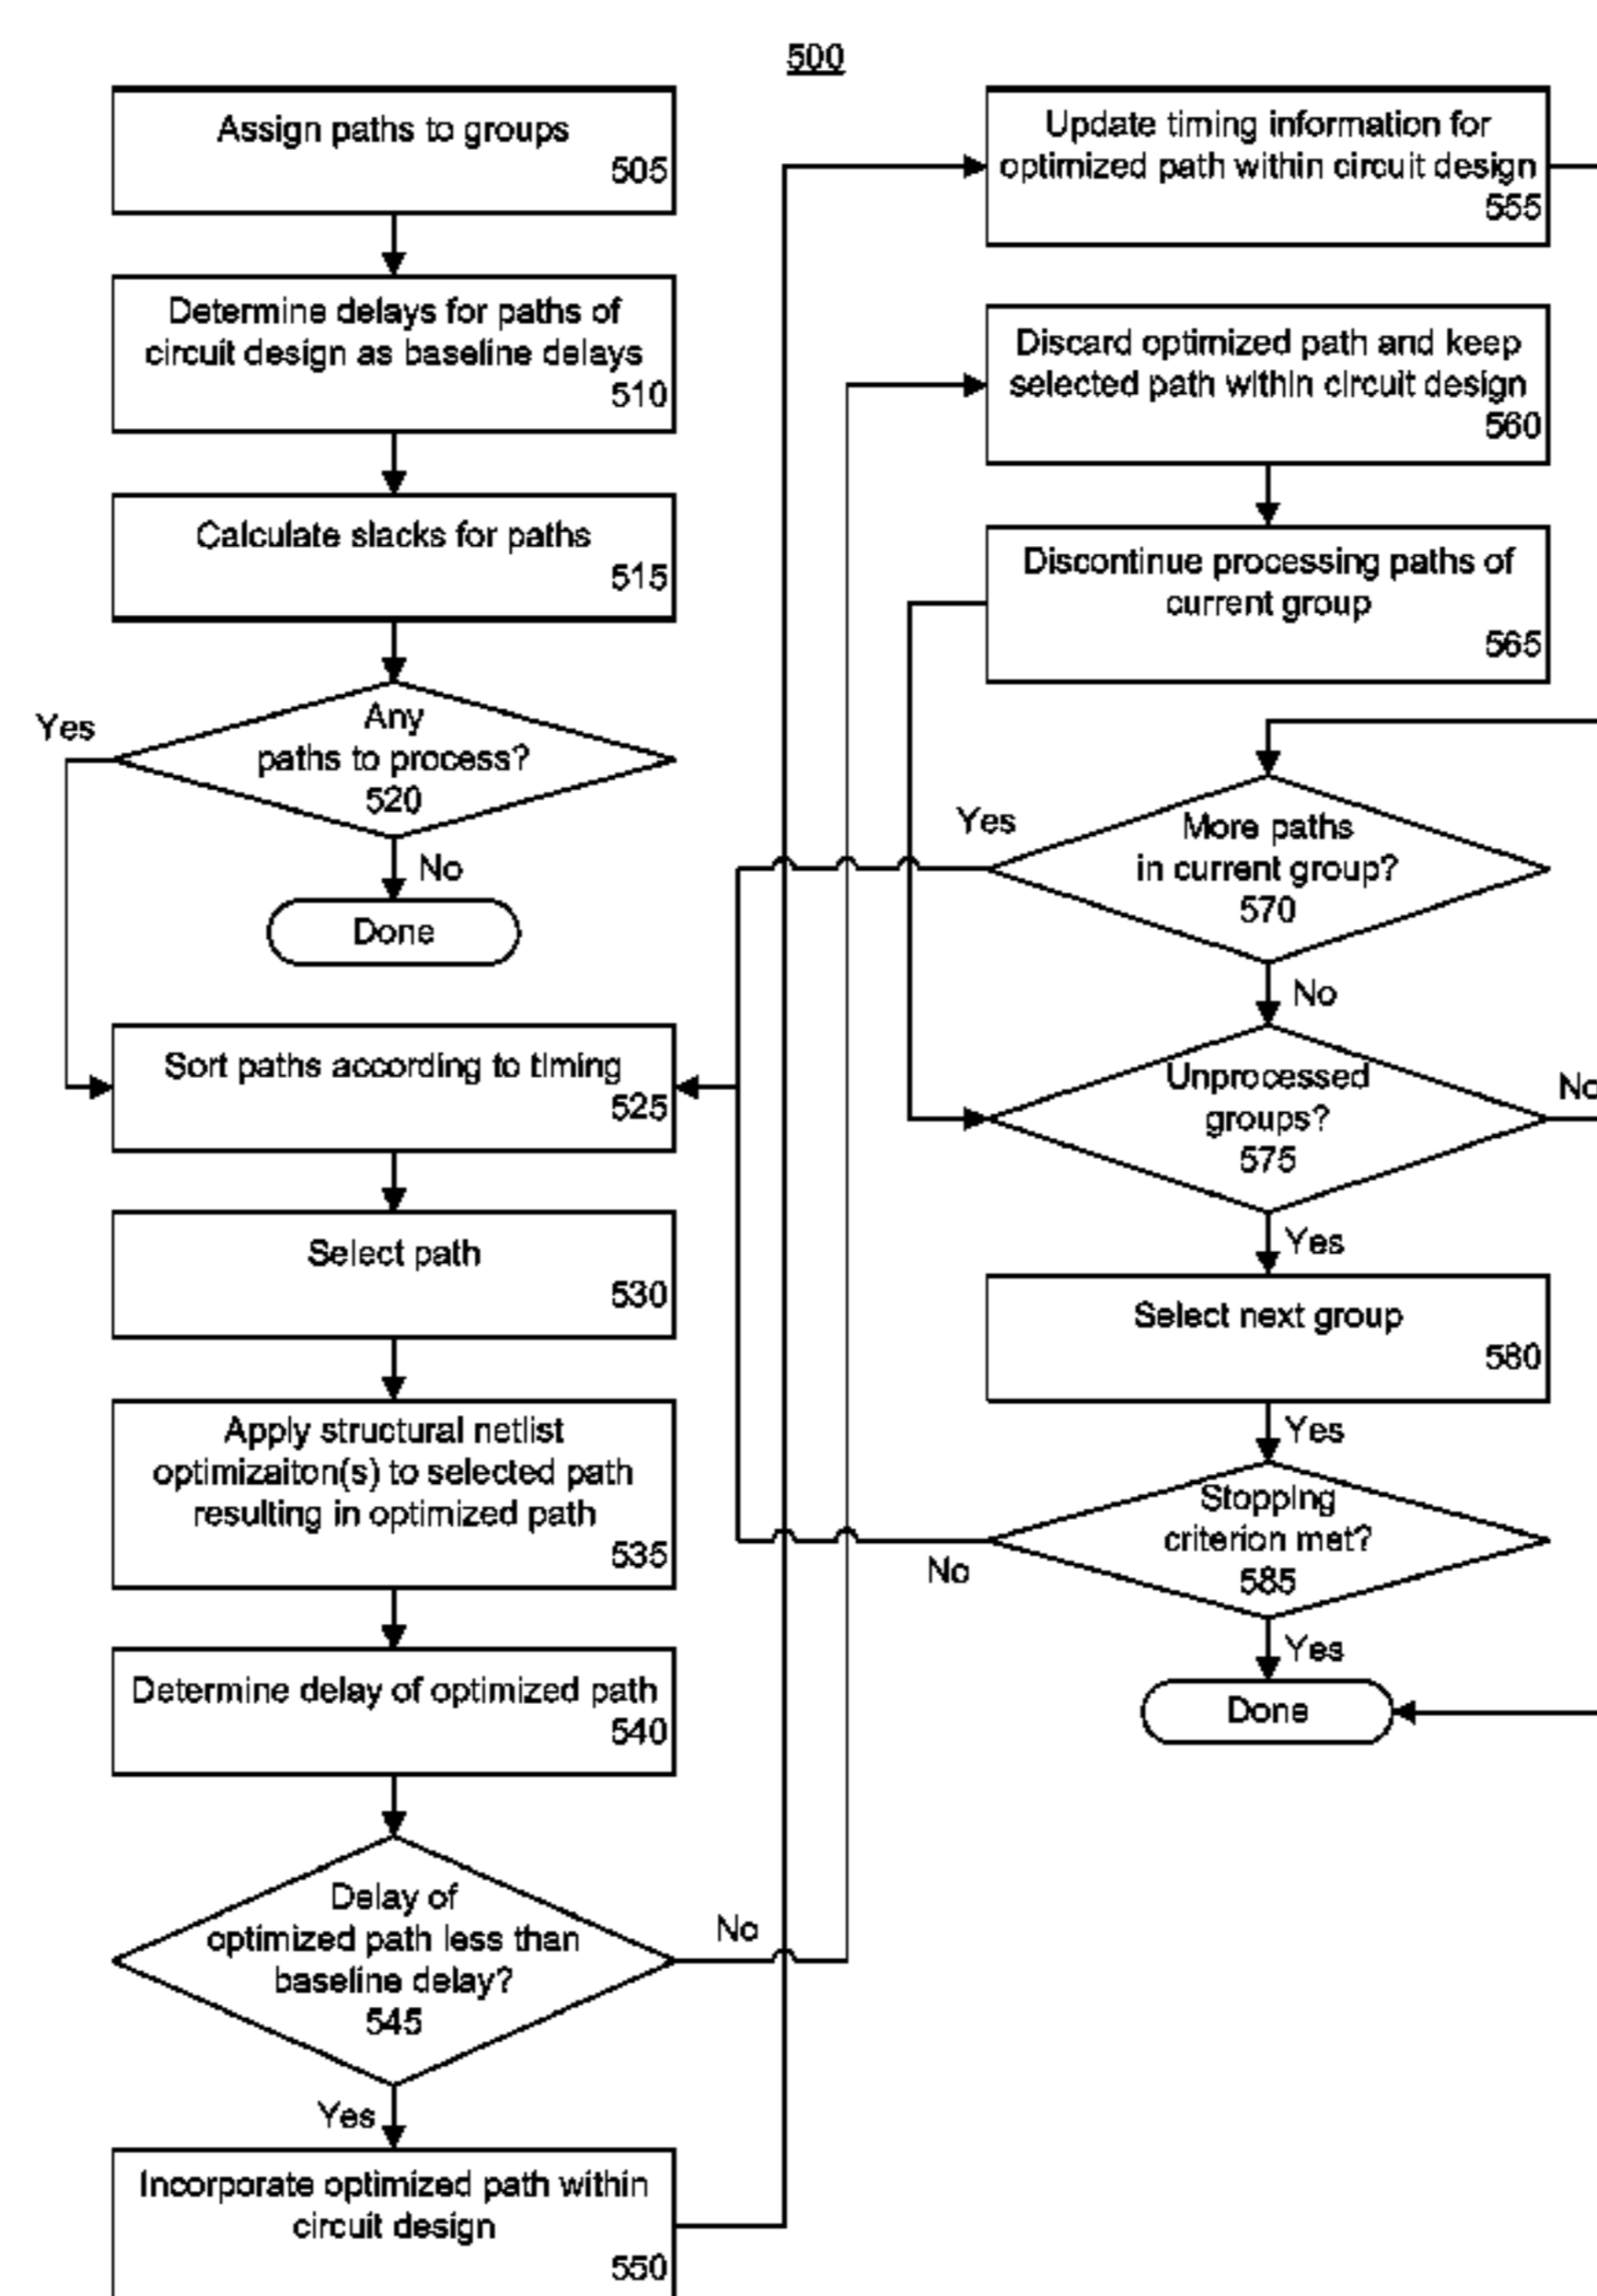 500
Assign paths to groups
505
Determine delays for paths of
circuit design as baseline delays
510
Calculate slacks for paths
515
Any
paths to process?
520
Yes
No
Done
Sort paths according to timing
525
Select path
530
Apply structural netlist
optimizaiton(s) to selected path
resulting in optimized path
535
Determine delay of optimized path
540
Delay of
optimized path less than
baseline delay?
545
No
Yes
Incorporate optimized path within
circuit design
550
Update timing information for
optimized path within circuit design
555
Discard optimized path and keep
selected path within circuit design
560
Discontinue processing paths of
current group
565
Yes
More paths
in current group?
570
No
Unprocessed
groups?
575
No
Yes
Select next group
580
Yes
Stopping
criterion met?
585
No
Yes
Done